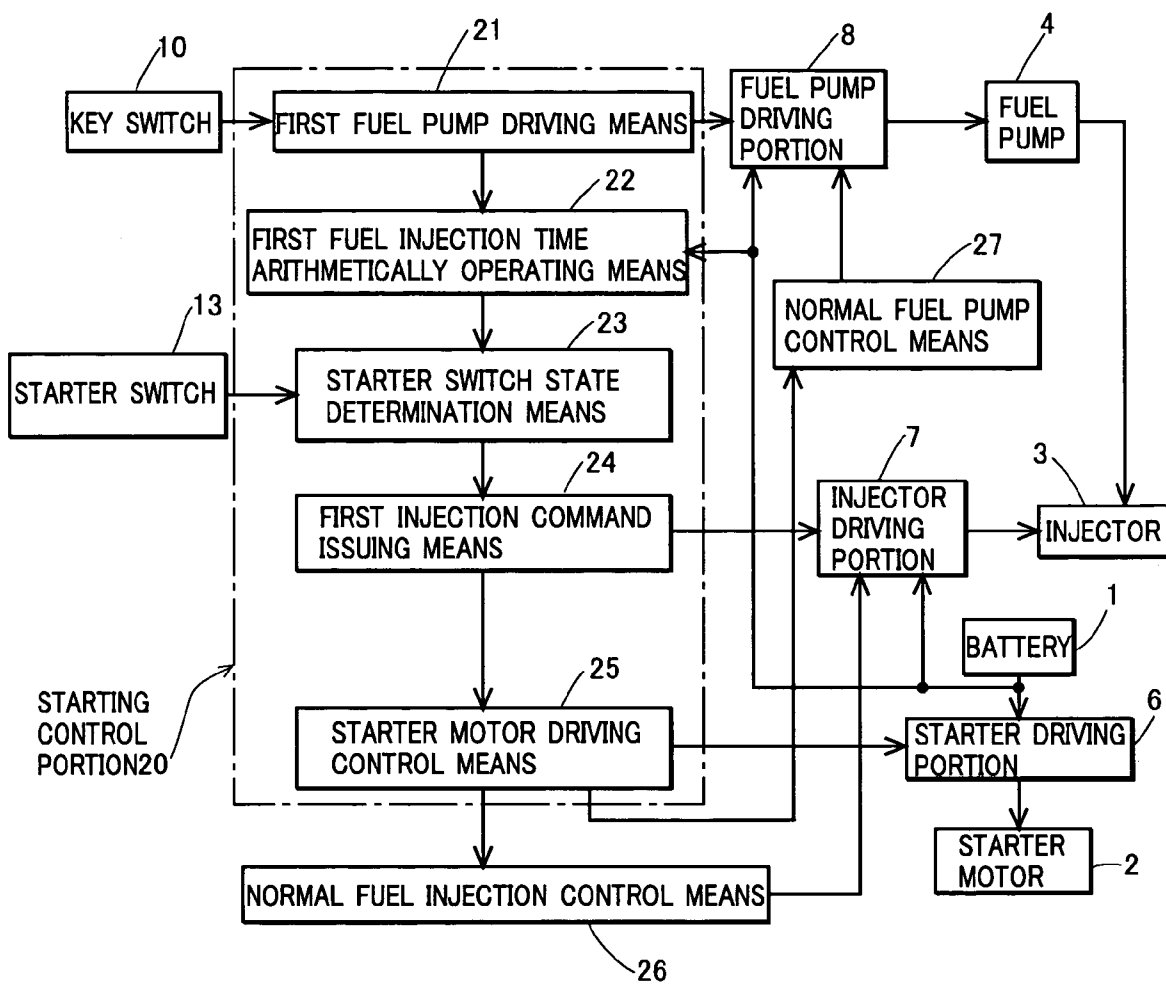 21
10
8
4
KEY SWITCH
FIRST FUEL PUMP DRIVING MEANS
FUEL PUMP
DRIVING
PORTION
FUEL
PUMP
22
FIRST FUEL INJECTION TIME
ARITHMETICALLY OPERATING MEANS
27
NORMAL FUEL PUMP
CONTROL MEANS
13
23
STARTER SWITCH
STARTER SWITCH STATE
DETERMINATION MEANS
24
7
3
FIRST INJECTION COMMAND
ISSUING MEANS
INJECTOR
DRIVING
PORTION
INJECTOR
1
BATTERY
25
6
STARTING
CONTROL
PORTION20
STARTER MOTOR DRIVING
CONTROL MEANS
STARTER DRIVING
PORTION
STARTER
MOTOR
2
NORMAL FUEL INJECTION CONTROL MEANS
26